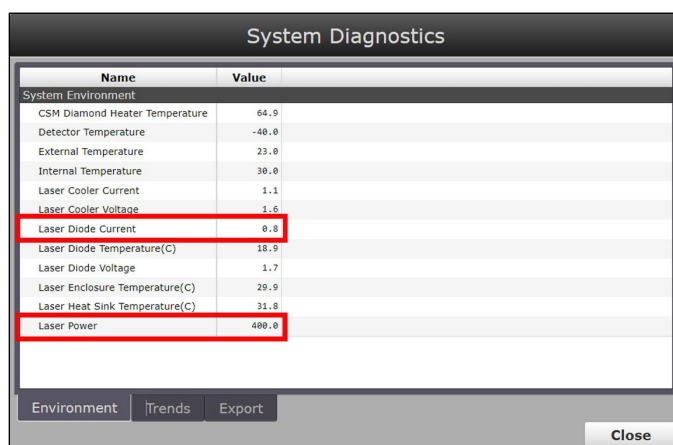 System Diagnostics
Name Value
System Environment
CSM Diamond Heater Temperature 64.9
Detector Temperature -40.0
External Temperature 23.0
Internal Temperature 30.0
Laser Cooler Current 1.1
Laser Cooler Voltage 1.6
Laser Diode Current 0.8
Laser Diode Temperature(C) 18.9
Laser Diode Voltage 1.7
Laser Enclosure Temperature(C) 29.9
Laser Heat Sink Temperature(C) 31.8
Laser Power 400.0
Environment Trends Export
Close